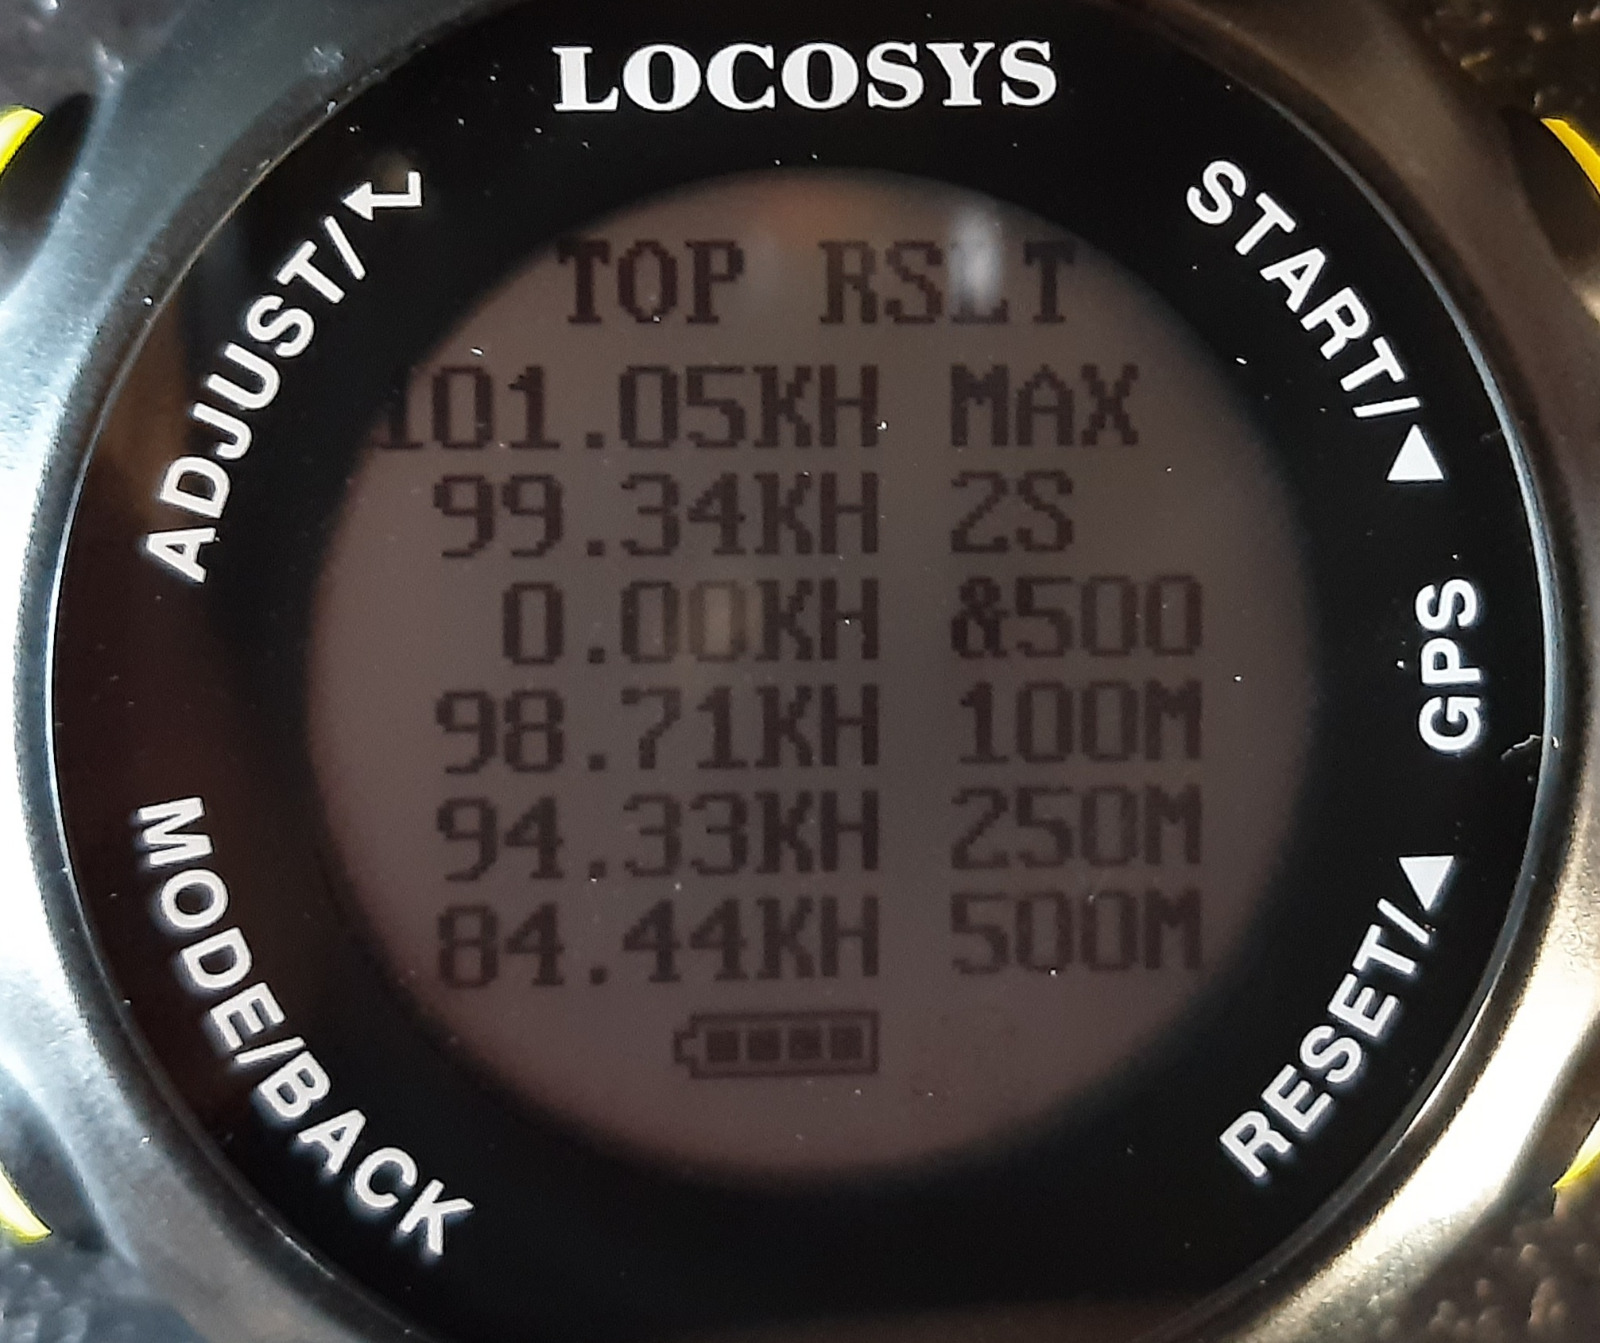 LOCOSYS
ADJUST/
START/▶
TOP RSLT
101.05KH MAX
99.34KH 2S
0.00KH &500
98.71KH 100M
94.33KH 250M
84.44KH 500M
GPS
MODE/BACK
RESET/▲